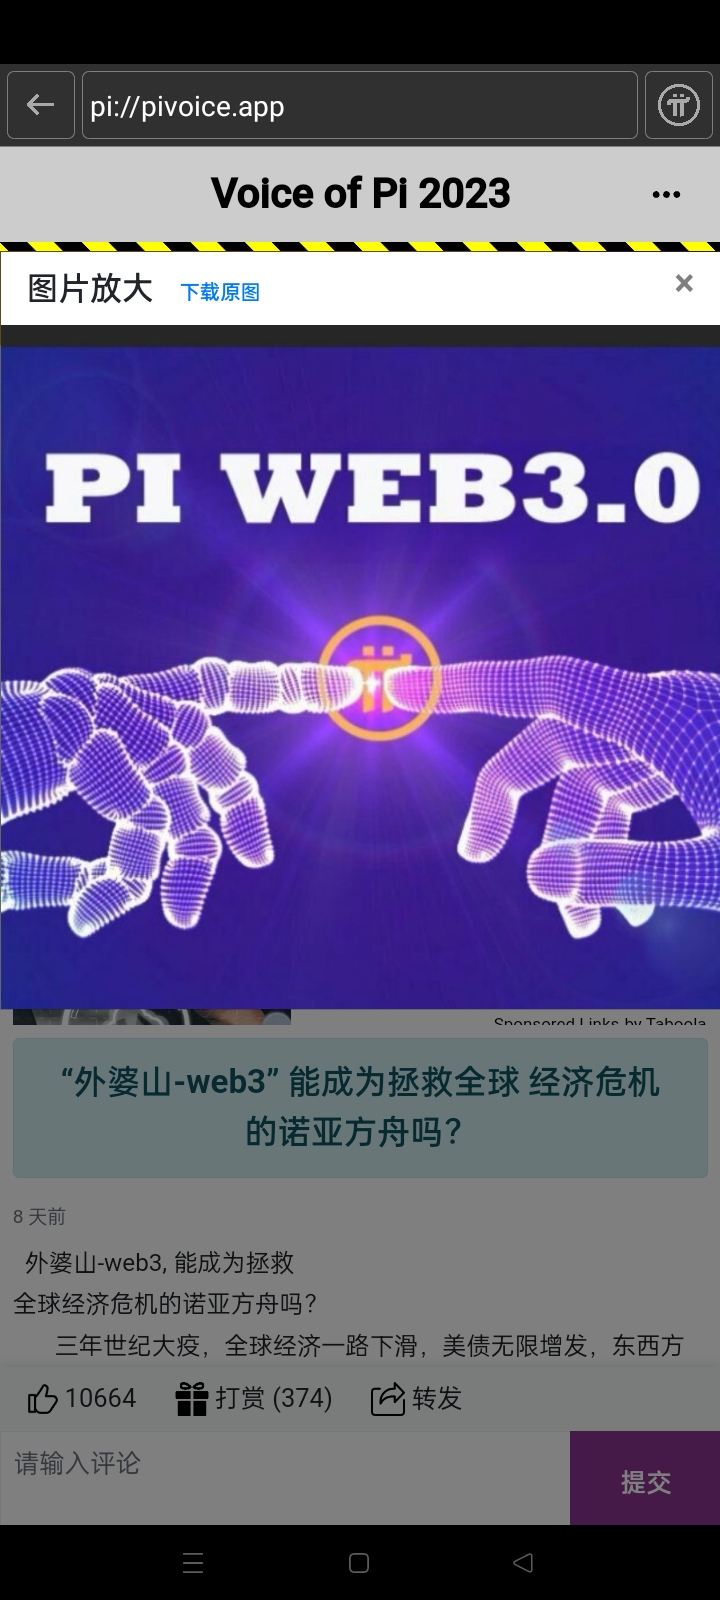 pi://pivoice.app
Voice of Pi 2023
图片放大 下载原图
PI WEB3.0
Sponsored Links by Taboola
“外婆山-web3” 能成为拯救全球 经济危机
的诺亚方舟吗？
8 天前
外婆山-web3, 能成为拯救
全球经济危机的诺亚方舟吗？
三年世纪大疫，全球经济一路下滑，美债无限增发，东西方
10664 打赏 (374) 转发
请输入评论
提交